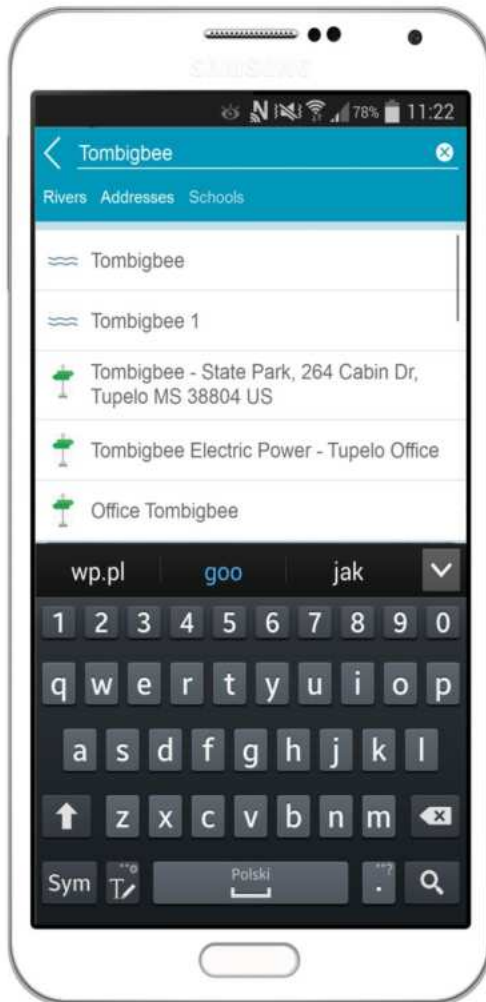 SAMSUNG
78% 11:22
Tombigbee
Rivers Addresses Schools
Tombigbee
Tombigbee 1
Tombigbee - State Park, 264 Cabin Dr,
Tupelo MS 38804 US
Tombigbee Electric Power - Tupelo Office
Office Tombigbee
wp.pl goo jak
1 2 3 4 5 6 7 8 9 0
q w e r t y u i o p
a s d f g h j k l
z x c v b n m
Sym T Polski . ?